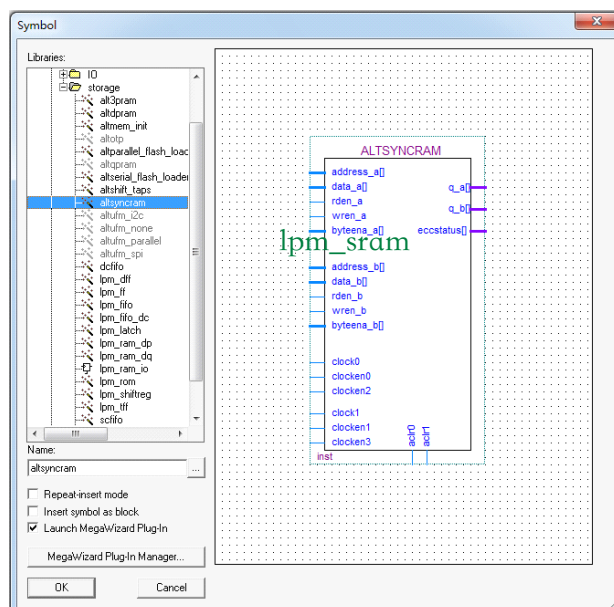 Symbol
Libraries:
IO
storage
alt3pram
altdpram
altmem_init
altotp
altparallel_flash_load
altqpram
altserial_flash_loader
altshift_taps
altsyncram
altufm_i2c
altufm_none
altufm_parallel
altufm_spi
dcfifo
lpm_dff
lpm_ff
lpm_fifo
lpm_fifo_dc
lpm_latch
lpm_ram_dp
lpm_ram_dq
lpm_ram_io
lpm_rom
lpm_shiftreg
lpm_tff
scfifo
Name:
altsyncram
...
Repeat-insert mode
Insert symbol as block
Launch MegaWizard Plug-In
MegaWizard Plug-In Manager...
OK
Cancel
ALTSYNCRAM
address_a[]
data_a[]
q_a[]
rden_a
wren_a
q_b[]
byteena_a[]
eccstatus[]
lpm_sram
address_b[]
data_b[]
rden_b
wren_b
byteena_b[]
clock0
clocken0
clocken2
clock1
clocken1
clocken3
aclr0
aclr1
inst